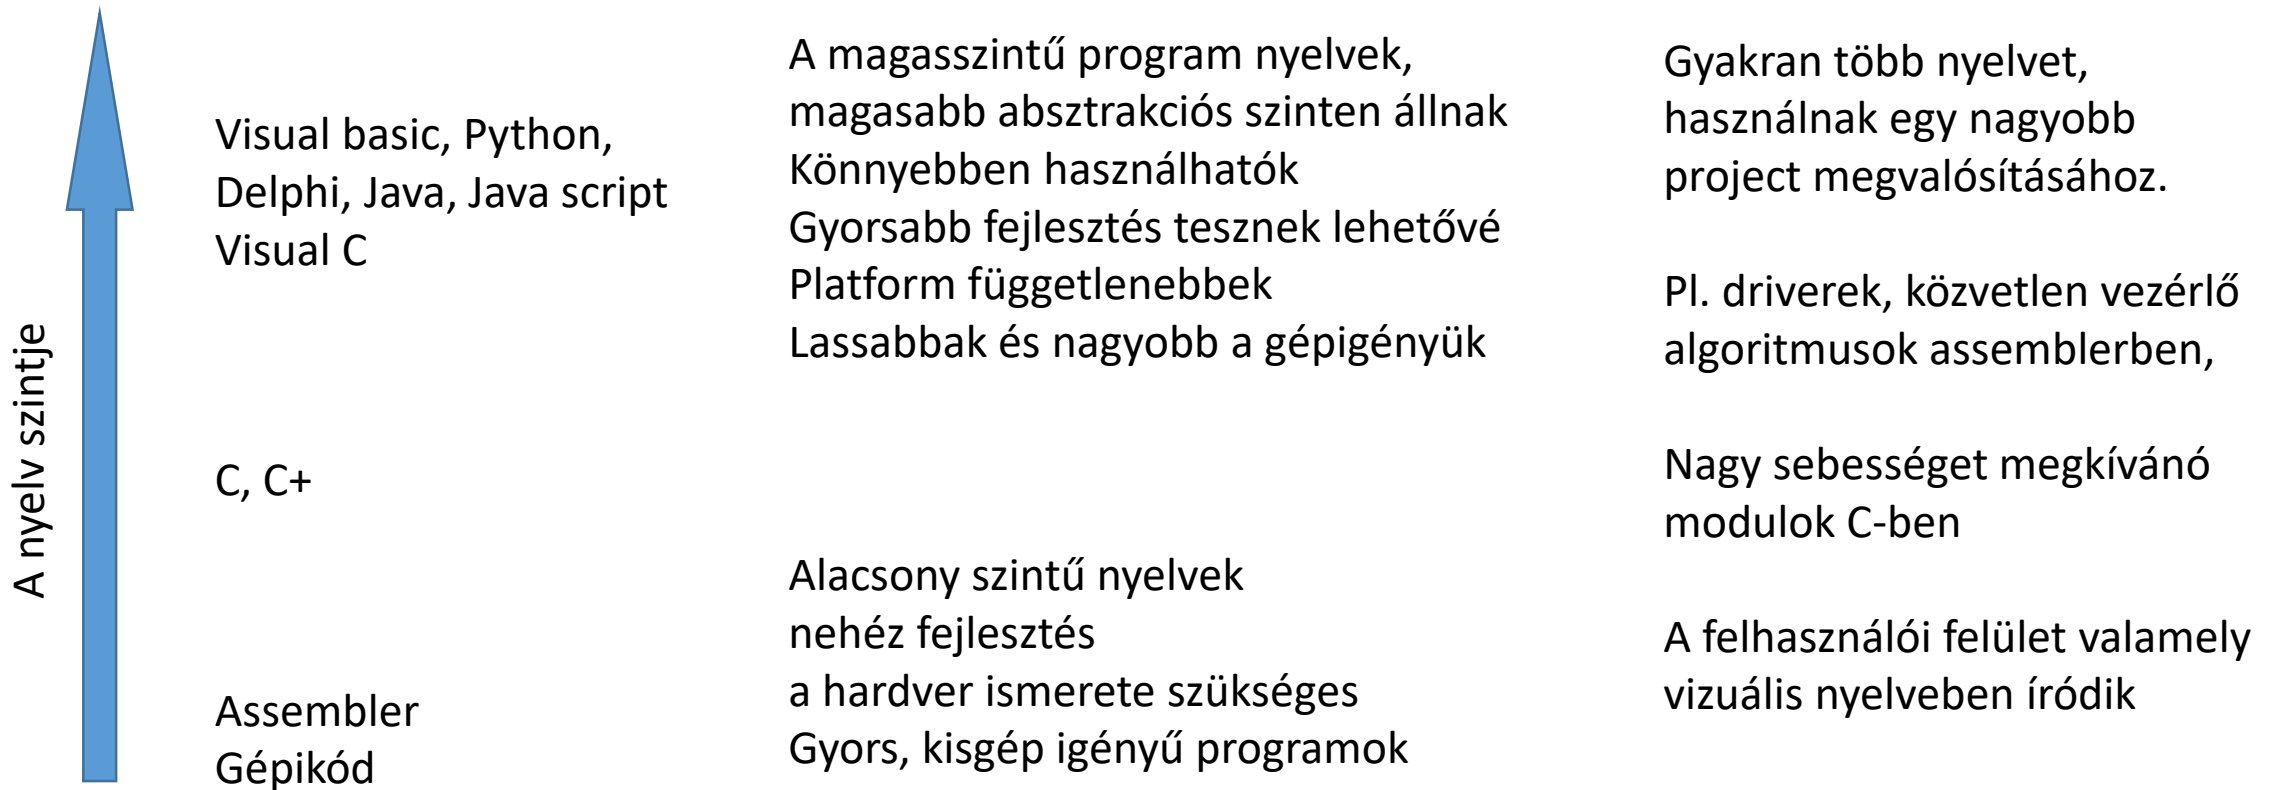 A nyelv szintje
Visual basic, Python,
Delphi, Java, Java script
Visual C
C, C+
Assembler
Gépikód
A magasszintű program nyelvek,
magasabb absztrakciós szinten állnak
Könnyebben használhatók
Gyorsabb fejlesztés tesznek lehetővé
Platform függetlenebbek
Lassabbak és nagyobb a gépigényük
Alacsony szintű nyelvek
nehéz fejlesztés
a hardver ismerete szükséges
Gyors, kisgép igényű programok
Gyakran több nyelvet,
használnak egy nagyobb
project megvalósításához.
Pl. driverek, közvetlen vezérlő
algoritmusok assemblerben,
Nagy sebességet megkívánó
modulok C-ben
A felhasználói felület valamely
vizuális nyelveben íródik